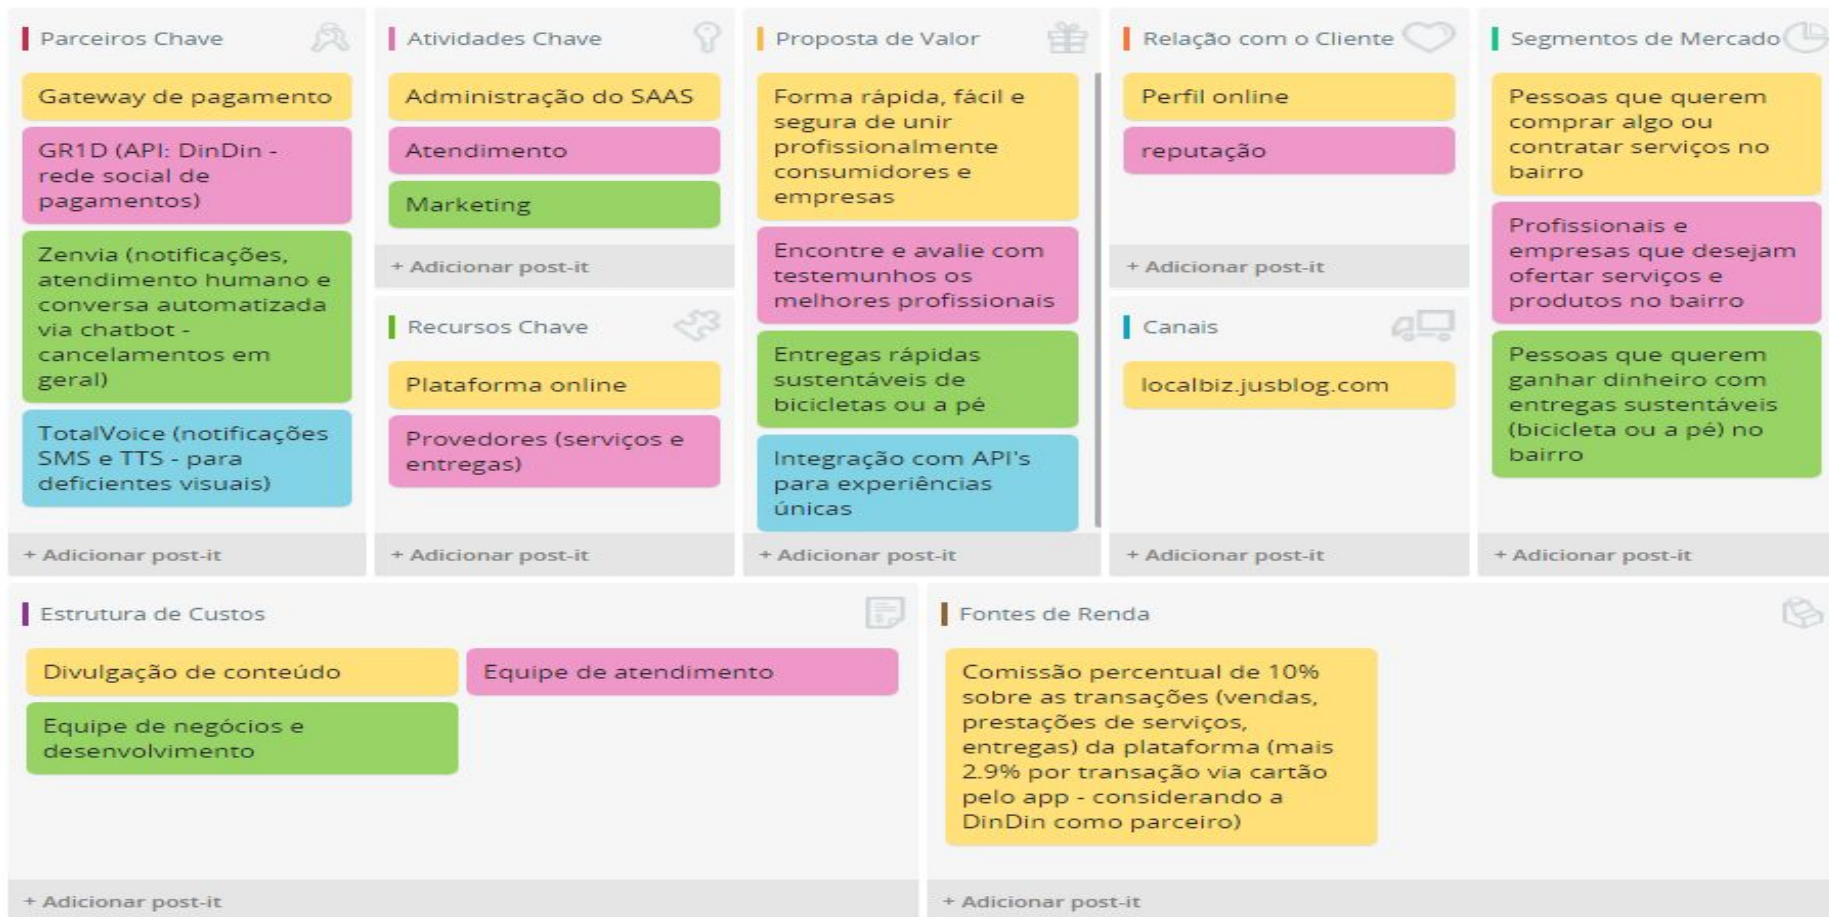 Parceiros Chave
Gateway de pagamento
GR1D (API: DinDin -
rede social de
pagamentos)
Zenvia (notificações,
atendimento humano e
conversa automatizada
via chatbot -
cancelamentos em
geral)
TotalVoice (notificações
SMS e TTS - para
deficientes visuais)
+ Adicionar post-it
Atividades Chave
Administração do SAAS
Atendimento
Marketing
+ Adicionar post-it
Recursos Chave
Plataforma online
Provedores (serviços e
entregas)
+ Adicionar post-it
Proposta de Valor
Forma rápida, fácil e
segura de unir
profissionalmente
consumidores e
empresas
Encontre e avalie com
testemunhos os
melhores profissionais
Entregas rápidas
sustentáveis de
bicicletas ou a pé
Integração com API's
para experiências
únicas
+ Adicionar post-it
Relação com o Cliente
Perfil online
reputação
+ Adicionar post-it
Canais
localbiz.jusblog.com
+ Adicionar post-it
Segmentos de Mercado
Pessoas que querem
comprar algo ou
contratar serviços no
bairro
Profissionais e
empresas que desejam
ofertar serviços e
produtos no bairro
Pessoas que querem
ganhar dinheiro com
entregas sustentáveis
(bicicleta ou a pé) no
bairro
+ Adicionar post-it
Estrutura de Custos
Divulgação de conteúdo
Equipe de atendimento
Equipe de negócios e
desenvolvimento
+ Adicionar post-it
Fontes de Renda
Comissão percentual de 10%
sobre as transações (vendas,
prestações de serviços,
entregas) da plataforma (mais
2.9% por transação via cartão
pelo app - considerando a
DinDin como parceiro)
+ Adicionar post-it